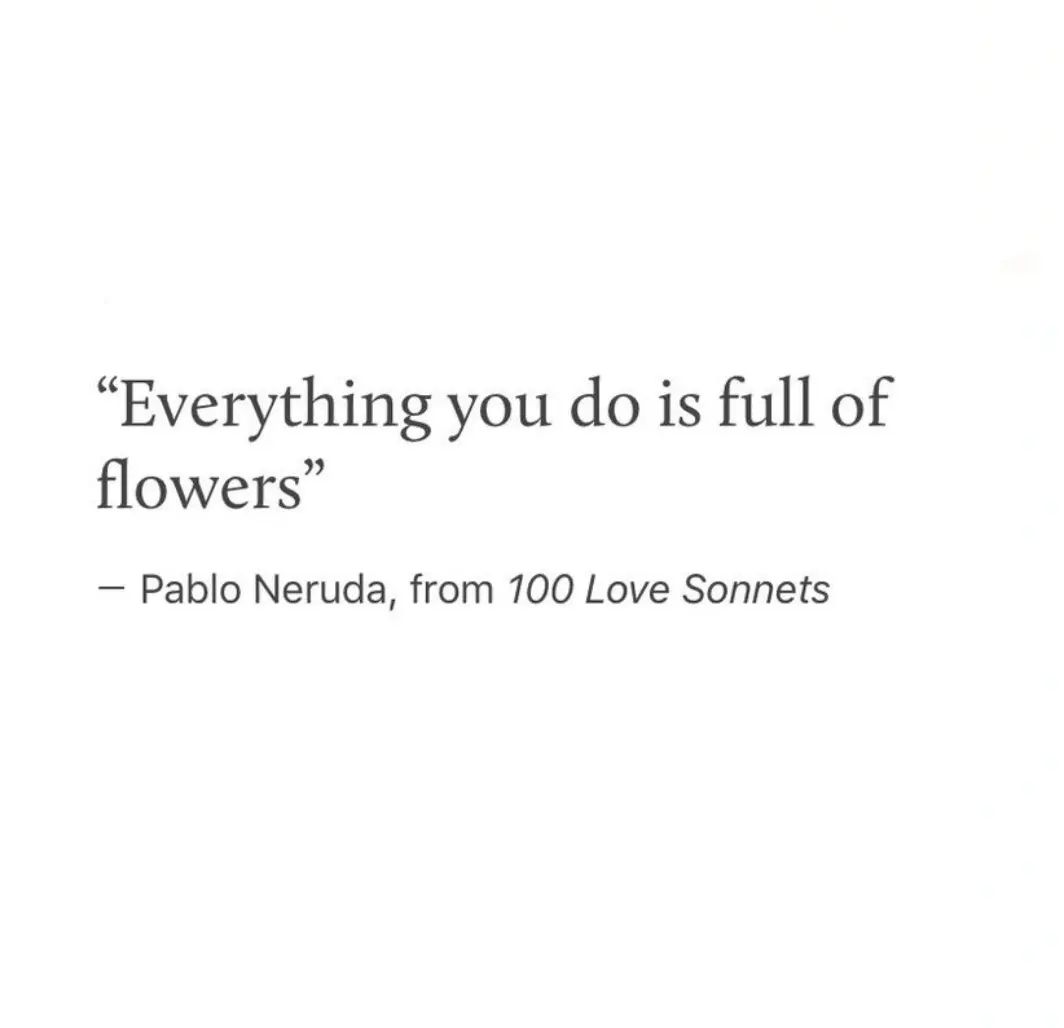 “Everything you do is full of
flowers”
— Pablo Neruda, from 100 Love Sonnets